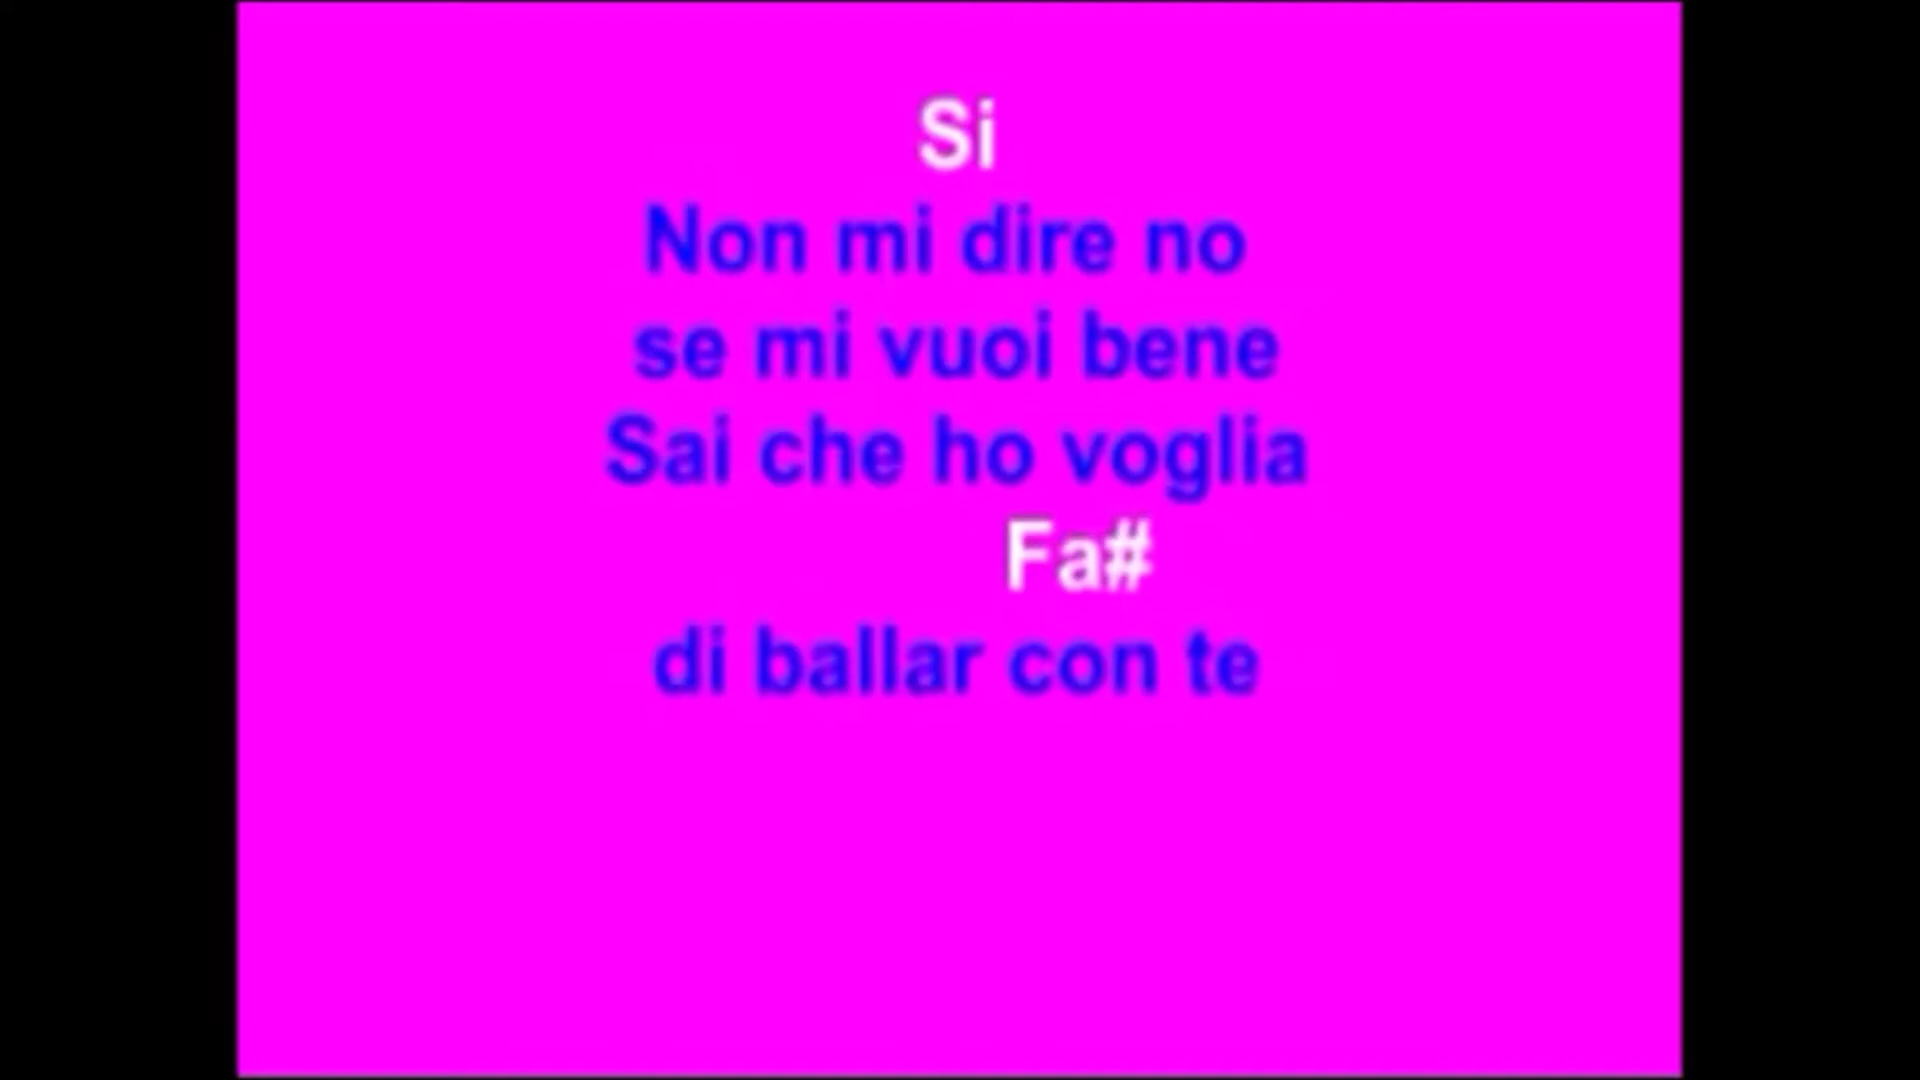 Si
Non mi dire no
se mi vuoi bene
Sai che ho voglia
Fa#
di ballar con te